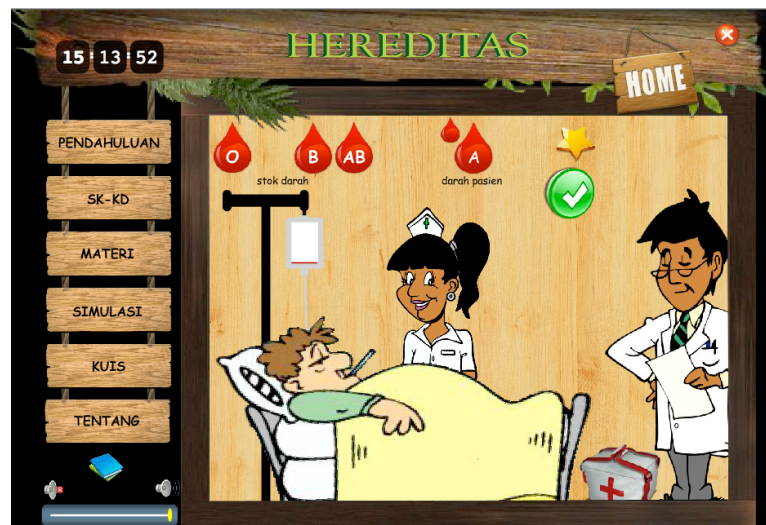 HEREDITAS
15 13 52
HOME
PENDAHULUAN
SK-KD
MATERI
SIMULASI
KUIS
TENTANG
O B AB A
stok darah darah pasien